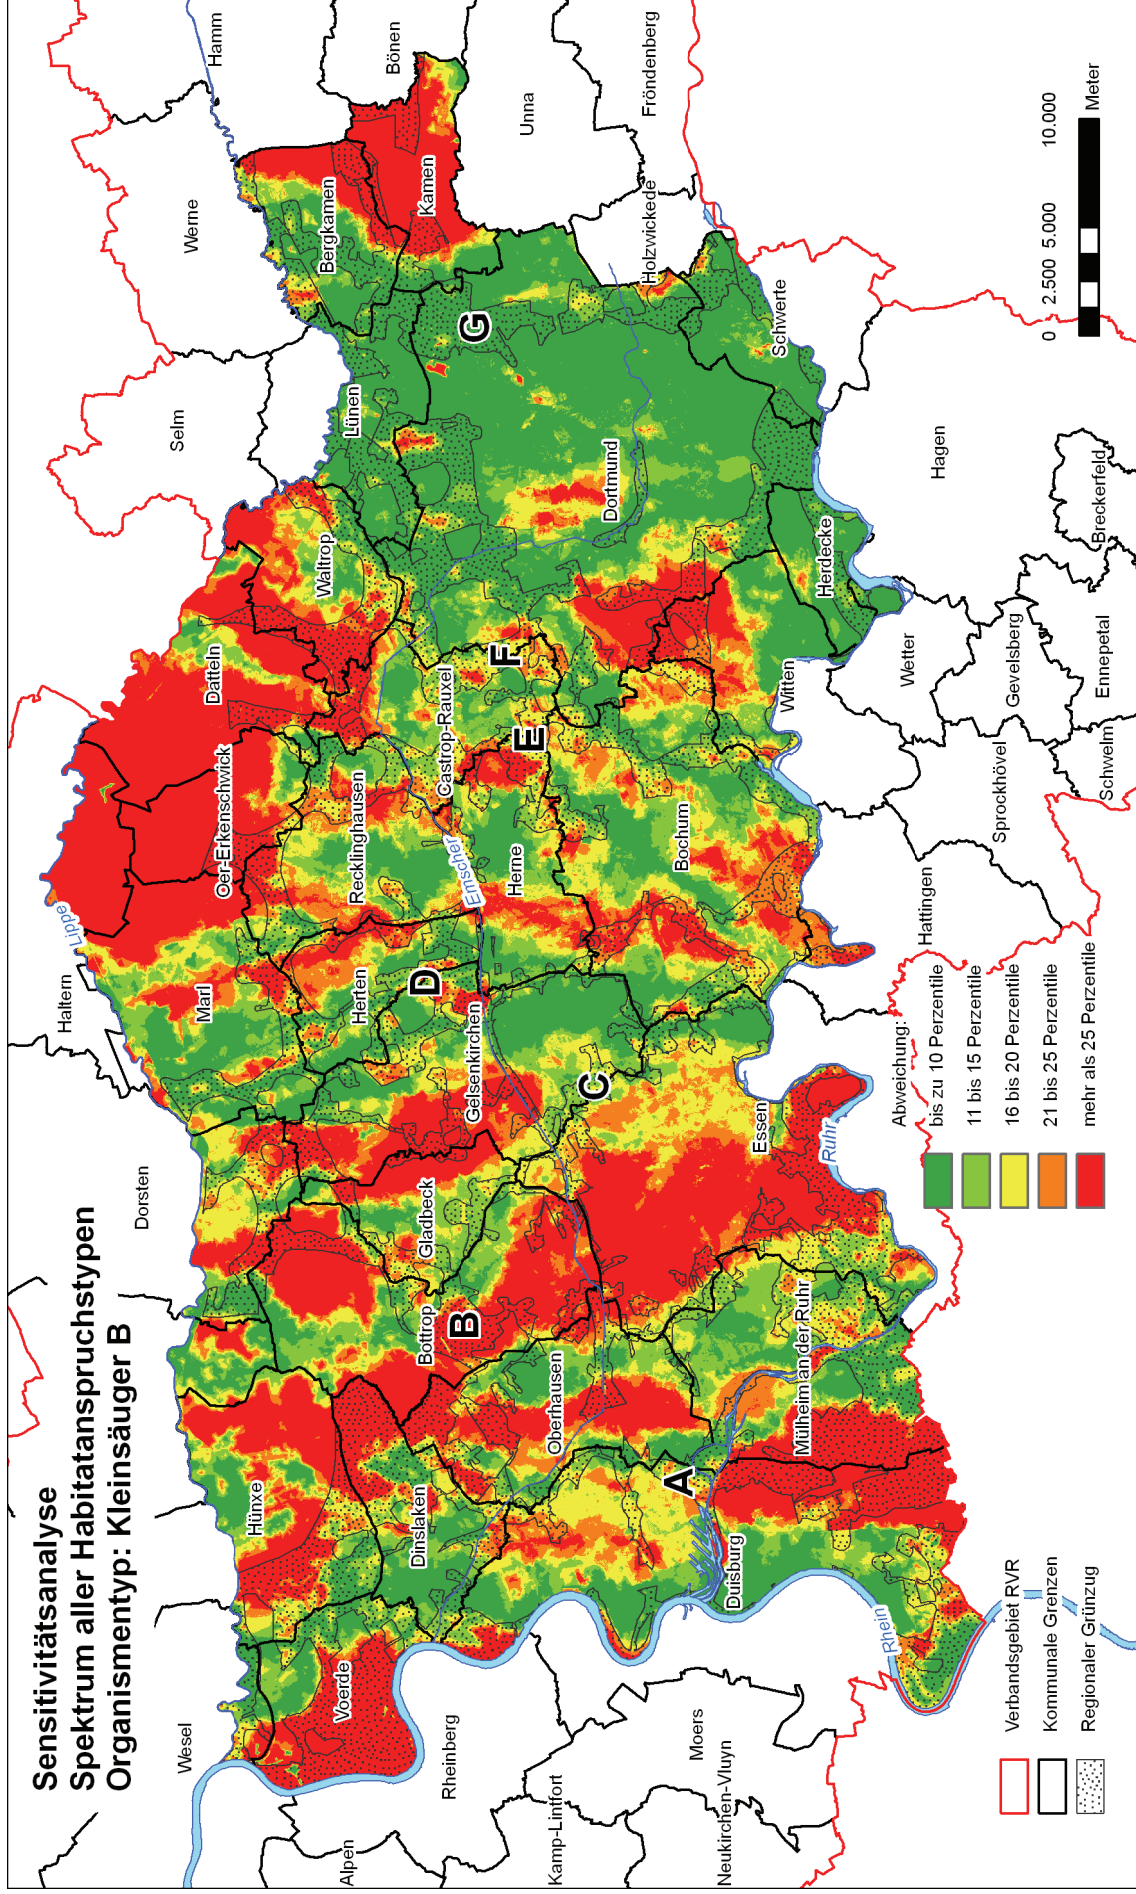 Sensitivitätsanalyse
Spektrum aller Habitatanspruchstypen
Organismentyp: Kleinsäuger B
Wesel
Dorsten
Haltern
Lippe
Selm
Werne
Hamm
Hünxe
Marl
Oer-Erkenschwick
Datteln
Waltrop
Lünen
Bergkamen
Bönen
Voerde
Dinslaken
Bottrop
Gladbeck
Herten
Recklinghausen
Castrop-Rauxel
Kamen
Alpen
Rheinberg
B
D
G
Gelsenkirchen
Emscher
Herne
E
F
Unna
Kamp-Lintfort
Oberhausen
C
Dortmund
Holzwickede
Fröndenberg
Moers
Neukirchen-Vluyn
A
Duisburg
Essen
Bochum
Witten
Schwerte
Mülheim an der Ruhr
Ruhr
Herdecke
Rhein
Hattingen
Wetter
Hagen
Sprockhövel
Gevelsberg
Breckerfeld
Schwelm
Ennepetal
Abweichung:
bis zu 10 Perzentile
11 bis 15 Perzentile
16 bis 20 Perzentile
21 bis 25 Perzentile
mehr als 25 Perzentile
Verbandsgebiet RVR
Kommunale Grenzen
Regionaler Grünzug
0 2.500 5.000 10.000
Meter